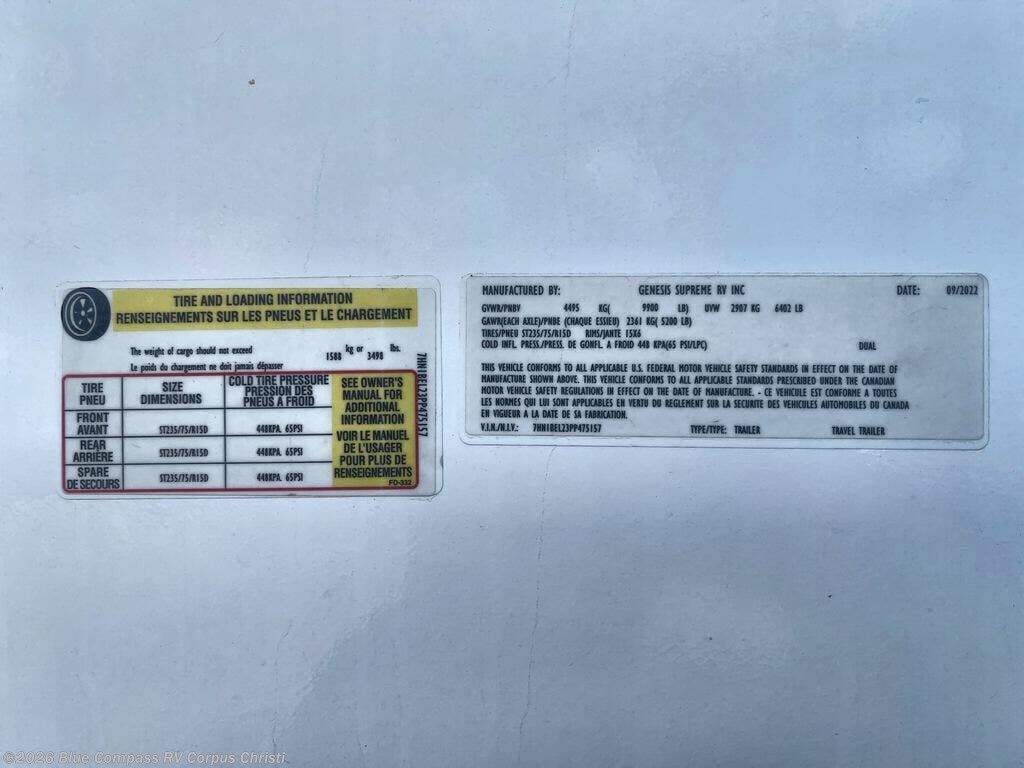 TIRE AND LOADING INFORMATION
RENSEIGNEMENTS SUR LES PNEUS ET LE CHARGEMENT
The weight of cargo should not exceed 1588 kg or 3498 lbs.
Le poids du chargement ne doit jamais dépasser
TIRE PNEU
SIZE DIMENSIONS
COLD TIRE PRESSURE PRESSION DES PNEUS À FROID
FRONT AVANT ST235/75/R15D 448KPA. 65PSI
REAR ARRIÈRE ST235/75/R15D 448KPA. 65PSI
SPARE DE SECOURS ST235/75/R15D 448KPA. 65PSI
SEE OWNER'S
MANUAL FOR
ADDITIONAL
INFORMATION
VOIR LE MANUEL
DE L'USAGER
POUR PLUS DE
RENSEIGNEMENTS
FD-332
7HN1BEL23PP475157
MANUFACTURED BY: GENESIS SUPREME RV INC DATE: 09/2022
GVWR/PNBV 4495 KG( 9900 LB) UVW 2907 KG 6402 LB
GAWR(EACH AXLE)/PNBE (CHAQUE ESSIEU) 2361 KG( 5200 LB)
TIRES/PNEU ST235/75/R15D RIMS/JANTE 15X6
COLD INFL. PRESS./PRESS. DE GONFL. A FROID 448 KPA(65 PSI/LPC) DUAL
THIS VEHICLE CONFORMS TO ALL APPLICABLE U.S. FEDERAL MOTOR VEHICLE SAFETY STANDARDS IN EFFECT ON THE DATE OF
MANUFACTURE SHOWN ABOVE. THIS VEHICLE CONFORMS TO ALL APPLICABLE STANDARDS PRESCRIBED UNDER THE CANADIAN
MOTOR VEHICLE SAFETY REGULATIONS IN EFFECT ON THE DATE OF MANUFACTURE. - CE VEHICULE EST CONFORME A TOUTES
LES NORMES QUI LUI SONT APPLICABLES EN VERTU DU REGLEMENT SUR LA SECURITE DES VEHICULES AUTOMOBILES DU CANADA
EN VIGUEUR A LA DATE DE SA FABRICATION.
V.I.N./N.I.V.: 7HN1BEL23PP475157 TYPE/TYPE: TRAILER TRAVEL TRAILER
©2026 Blue Compass RV Corpus Christi